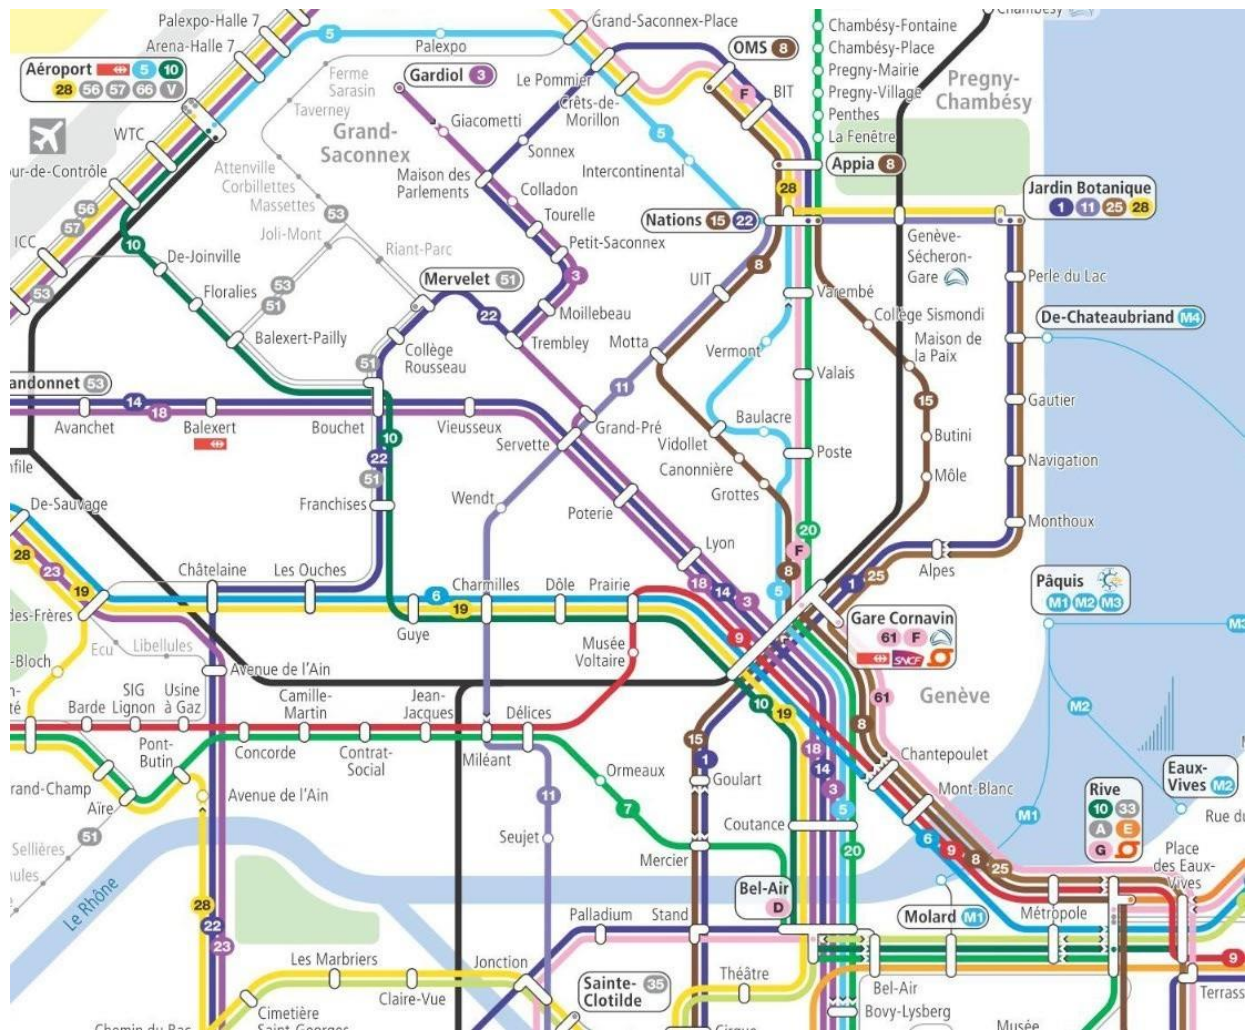 Palexpo-Halle 7
Arena-Halle 7
Aéroport 5 10
28 56 57 66 V
5
Palexpo
Grand-Saconnex-Place
OMS 8
Chambésy-Fontaine
Chambésy-Place
Pregny-Mairie
Pregny-Village
Penthes
La Fenêtre
Chambésy
Pregny-
Chambésy
Ferme
Sarasin
Taverney
Gardiol 3
Le Pommier
Crêts-de-
Morillon
F
BIT
WTC
our-de-Contrôle
Grand-
Saconnex
Giacometti
Sonnex
5
Intercontinental
Appia 8
28
Attenville
Corbillettes
Massettes
53
Maison des
Parlements
Colladon
Tourelle
Petit-Saconnex
3
Nations 15 22
Jardin Botanique
1 11 25 28
56
57
ICC
53
10
De-Joinville
Floralies
Joli-Mont
Riant-Parc
53
51
Mervelet 51
22
UIT
8
Genève-
Sécheron-
Gare
Perle du Lac
Varembé
Collège Sismondi
Maison de
la Paix
De-Chateaubriand M4
Balexert-Pailly
Moillebeau
Trembley
Motta
Vermont
Collège
Rousseau
51
andonnet 53
14
18
Avanchet
Balexert
Bouchet
Vieusseux
11
Valais
15
Gautier
Grand-Pré
Servette
Baulacre
Vidollet
Canonnière
Grottes
Poste
Butini
Môle
Navigation
Monthoux
nfile
De-Sauvage
10
22
51
Franchises
Wendt
Poterie
Lyon
20
F
8
5
28
23
19
des-Frères
Châtelaine
Les Ouches
6
19
Charmilles
Dôle
Prairie
Guye
18
14
3
9
1
25
Alpes
Pâquis
M1 M2 M3
M3
Gare Cornavin
61 F
SNCF
Musée
Voltaire
Ecu
Libellules
-Bloch
Avenue de l'Ain
Genève
61
M2
n-
té
Barde
SIG
Lignon
Usine
à Gaz
Camille-
Martin
Jean-
Jacques
Délices
Concorde
Contrat-
Social
Miléant
10
19
15
1
18
14
3
5
20
8
Chantepoulet
Mont-Blanc
Pont-
Butin
rand-Champ
Aïre
Avenue de l'Ain
Ormeaux
7
Goulart
Coutance
Mercier
11
Seujet
51
Sellières
nules
Le Rhône
6
9
8
25
M1
Eaux-
Vives M2
Rue du
Rive
10 33
A E
G
Place
des Eaux-
Vives
28
22
23
Bel-Air
D
Molard M1
Métropole
9
Palladium
Stand
Les Marbriers
Claire-Vue
Jonction
Sainte-
Clotilde 35
Théâtre
Bel-Air
Bovy-Lysberg
Terrass
Cimetière
Saint-Georges
Chemin du Bac
Cirque
Musée